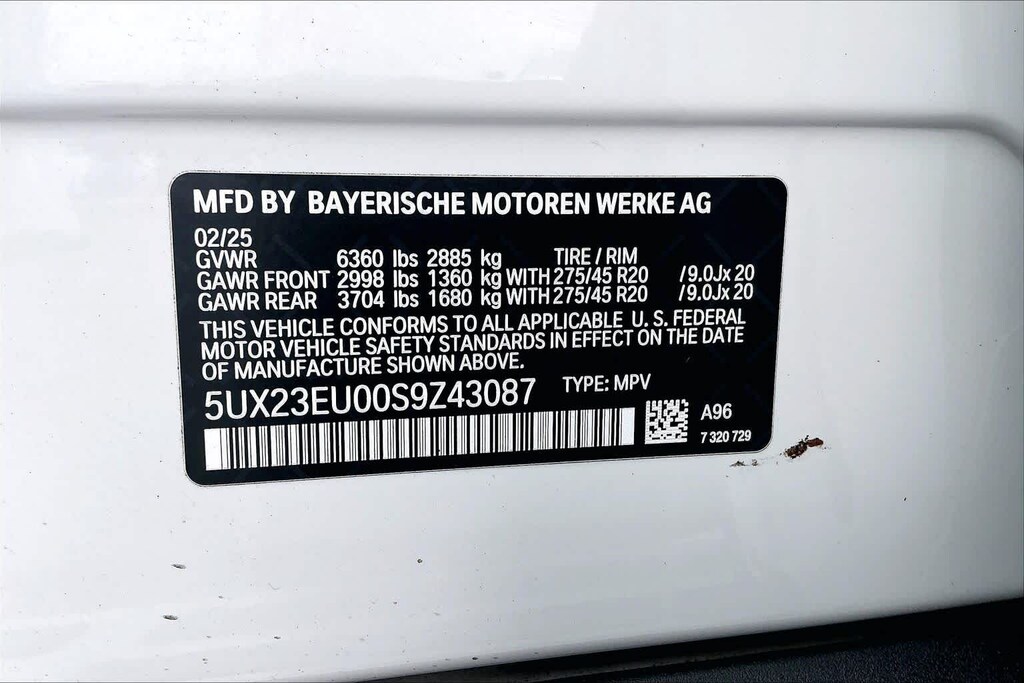 MFD BY BAYERISCHE MOTOREN WERKE AG
02/25
GVWR 6360 lbs 2885 kg TIRE / RIM
GAWR FRONT 2998 lbs 1360 kg WITH 275/45 R20 /9.0Jx 20
GAWR REAR 3704 lbs 1680 kg WITH 275/45 R20 /9.0Jx 20
THIS VEHICLE CONFORMS TO ALL APPLICABLE U. S. FEDERAL
MOTOR VEHICLE SAFETY STANDARDS IN EFFECT ON THE DATE
OF MANUFACTURE SHOWN ABOVE.
5UX23EU00S9Z43087 TYPE: MPV
A96
7 320 729